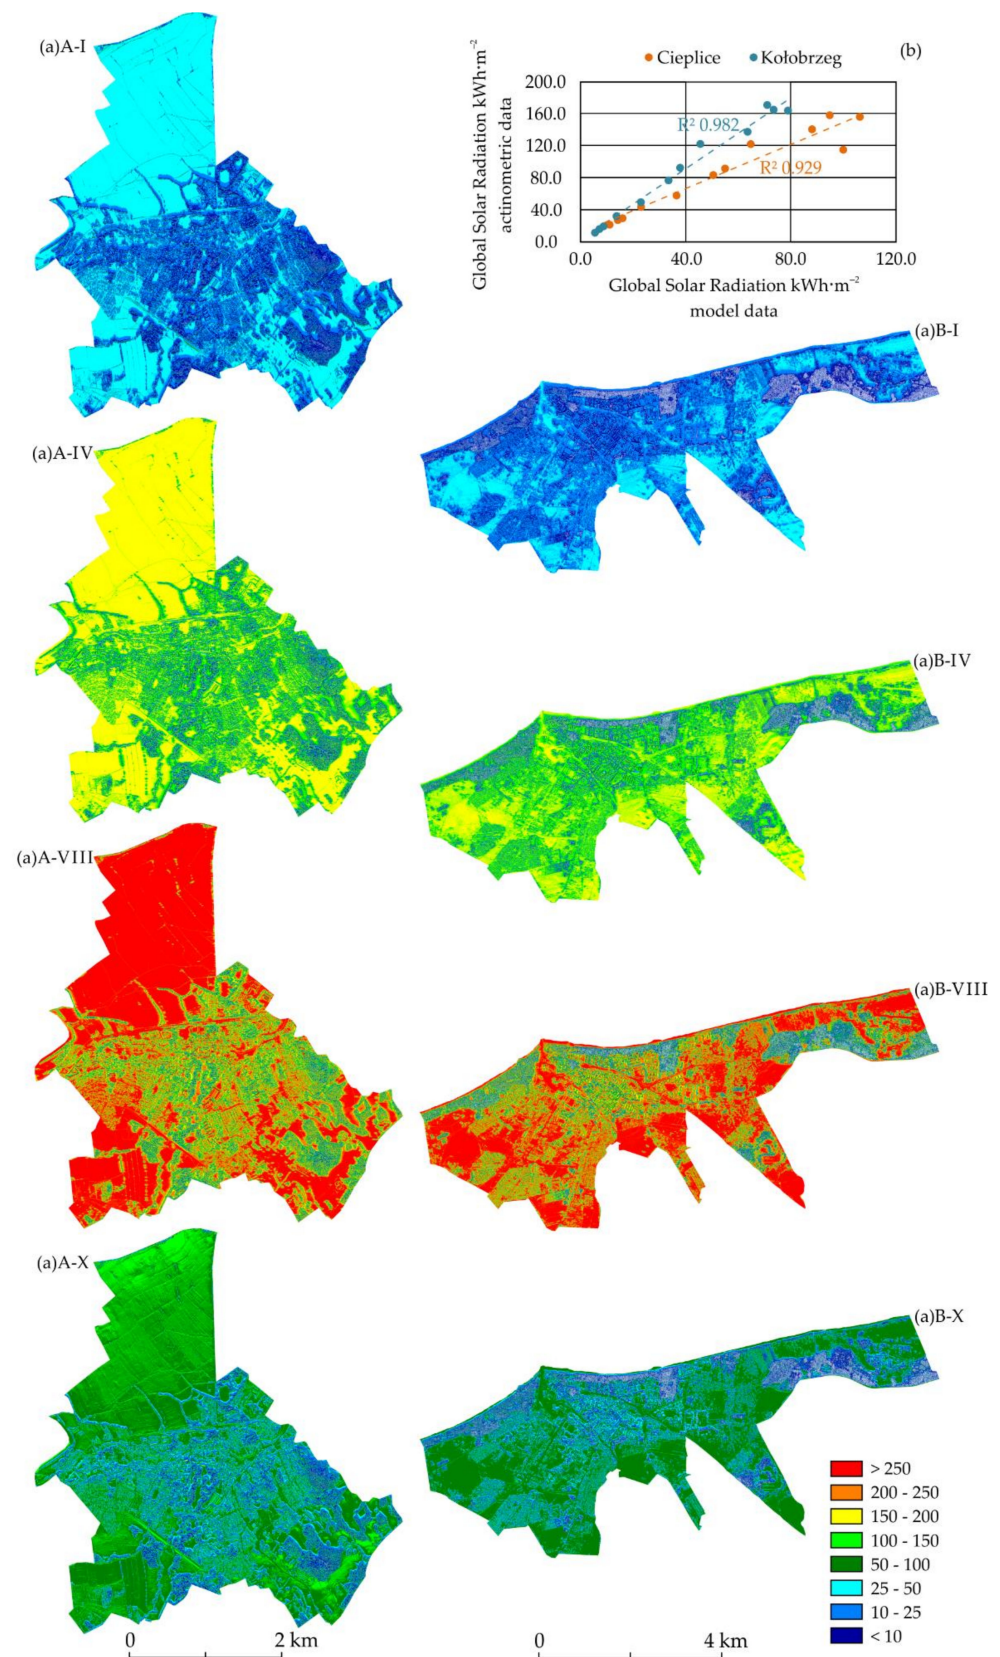 (a)A-I
Cieplice
Kołobrzeg
(b)
Global Solar Radiation kWh·m⁻²
actinometric data
200.0
160.0
120.0
80.0
40.0
0.0
R² 0.982
R² 0.929
0.0
40.0
80.0
120.0
Global Solar Radiation kWh·m⁻²
model data
(a)B-I
(a)A-IV
(a)B-IV
(a)A-VIII
(a)B-VIII
(a)A-X
(a)B-X
> 250
200 - 250
150 - 200
100 - 150
50 - 100
25 - 50
10 - 25
< 10
0
2 km
0
4 km